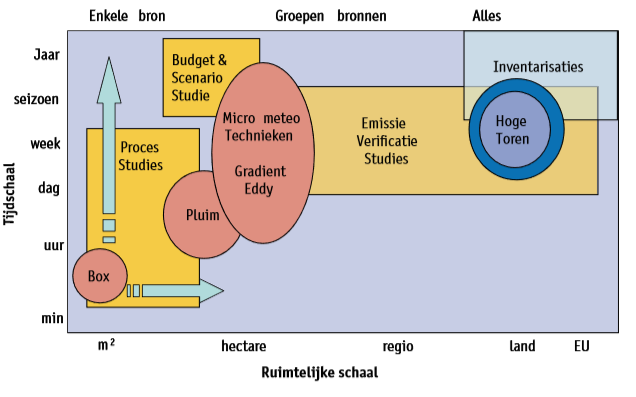 Enkele bron
Groepen bronnen
Alles
Jaar
seizoen
week
dag
uur
min
Tijdschaal
Budget &
Scenario
Studie
Inventarisaties
Micro meteo
Technieken
Gradient
Eddy
Emissie
Verificatie
Studies
Hoge
Toren
Proces
Studies
Pluim
Box
m²
hectare
regio
land
EU
Ruimtelijke schaal